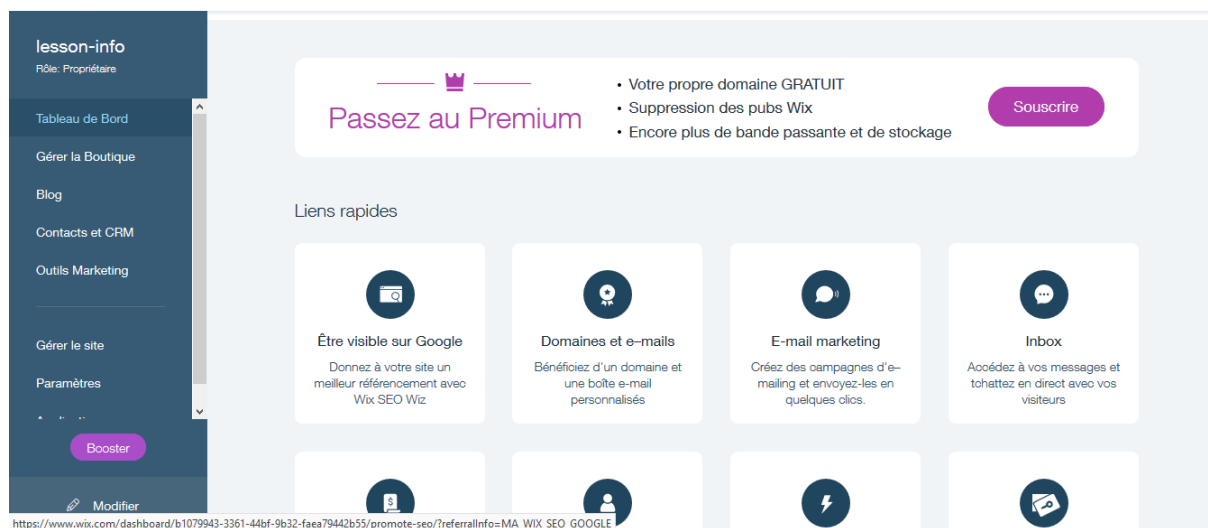 lesson-info
Rôle: Propriétaire
Tableau de Bord
Gérer la Boutique
Blog
Contacts et CRM
Outils Marketing
Gérer le site
Paramètres
Booster
Modifier
Passez au Premium
• Votre propre domaine GRATUIT
• Suppression des pubs Wix
• Encore plus de bande passante et de stockage
Souscrire
Liens rapides
Être visible sur Google
Donnez à votre site un
meilleur référencement avec
Wix SEO Wiz
Domaines et e-mails
Bénéficiez d'un domaine et
une boîte e-mail
personnalisés
E-mail marketing
Créez des campagnes d'e-
mailing et envoyez-les en
quelques clics.
Inbox
Accédez à vos messages et
tchattez en direct avec vos
visiteurs
https://www.wix.com/dashboard/b1079943-3361-44bf-9b32-faea79442b55/promote-seo/?referralInfo=MA_WIX_SEO_GOOGLE